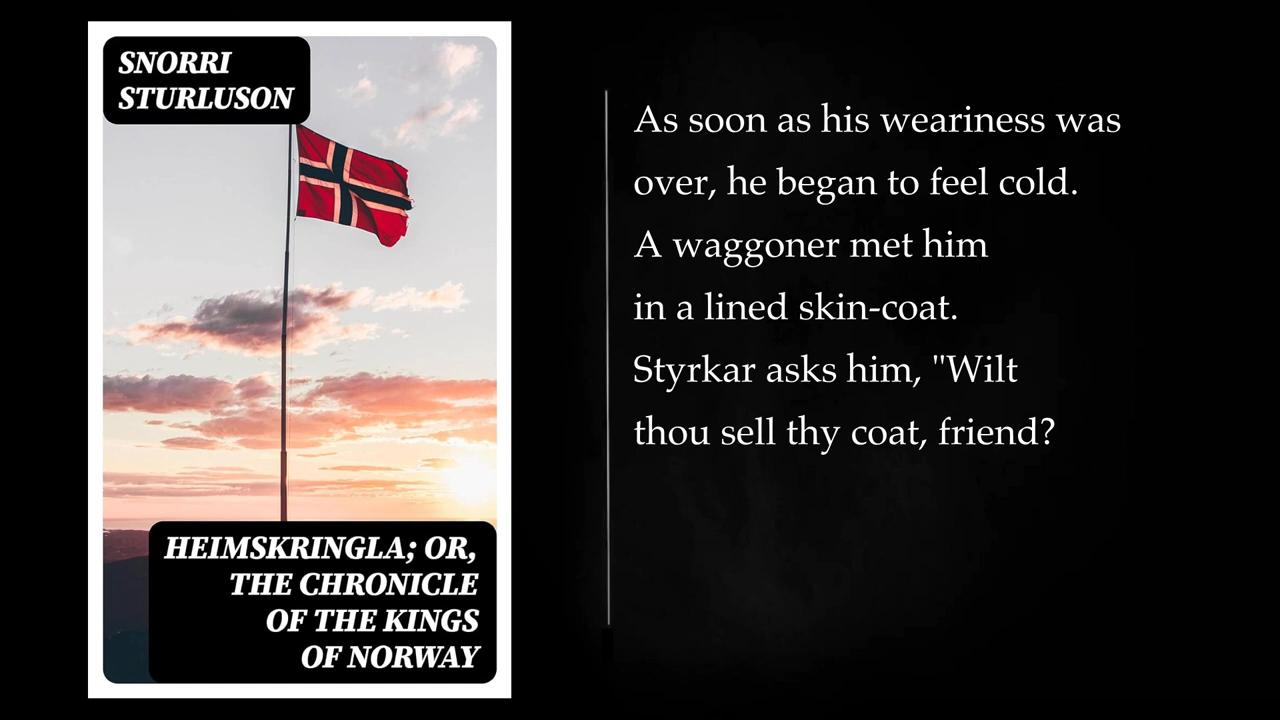 SNORRI
STURLUSON
HEIMSKRINGLA; OR,
THE CHRONICLE
OF THE KINGS
OF NORWAY
As soon as his weariness was
over, he began to feel cold.
A waggoner met him
in a lined skin-coat.
Styrkar asks him, "Wilt
thou sell thy coat, friend?